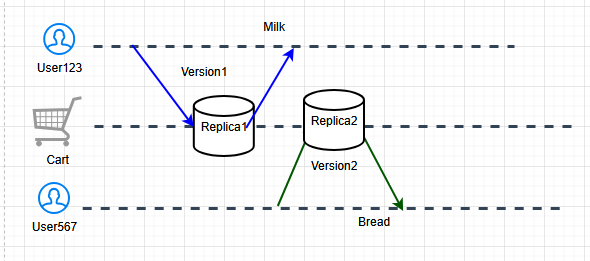 Milk
User123
Version1
Replica1
Replica2
Cart
Version2
User567
Bread